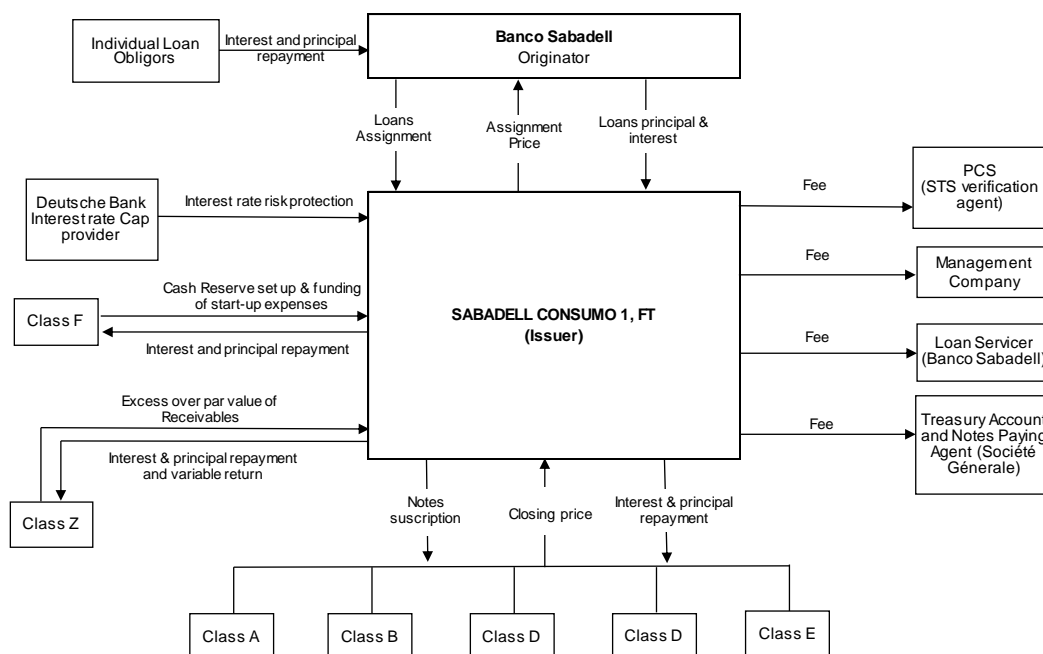 Individual Loan
Obligors
Interest and principal
repayment
Banco Sabadell
Originator
Loans
Assignment
Assignment
Price
Loans principal &
interest
Deutsche Bank
Interest rate Cap
provider
Interest rate risk protection
Fee
PCS
(STS verification
agent)
Fee
Management
Company
Cash Reserve set up & funding
of start-up expenses
Class F
Interest and principal repayment
SABADELL CONSUMO 1, FT
(Issuer)
Fee
Loan Servicer
(Banco Sabadell)
Excess over par value of
Receivables
Interest & principal repayment
and variable return
Class Z
Fee
Treasury Account
and Notes Paying
Agent (Société
Génerale)
Notes
suscription
Closing price
Interest & principal
repayment
Class A
Class B
Class D
Class D
Class E